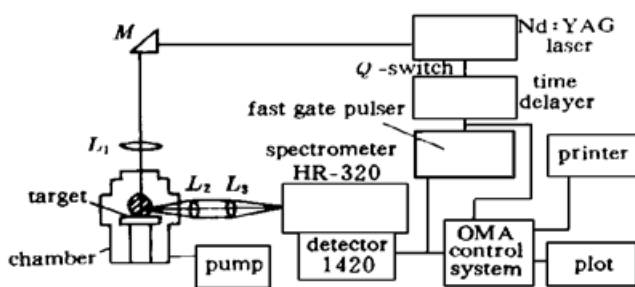 M
Nd:YAG
laser
Q-switch
time
delayer
fast gate pulser
L1
spectrometer
HR-320
printer
L2 L3
target
detector
1420
OMA
control
system
chamber
pump
plot